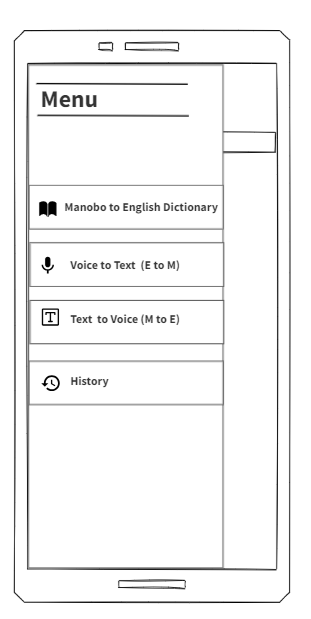 Menu
Manobo to English Dictionary
Voice to Text (E to M)
Text to Voice (M to E)
History